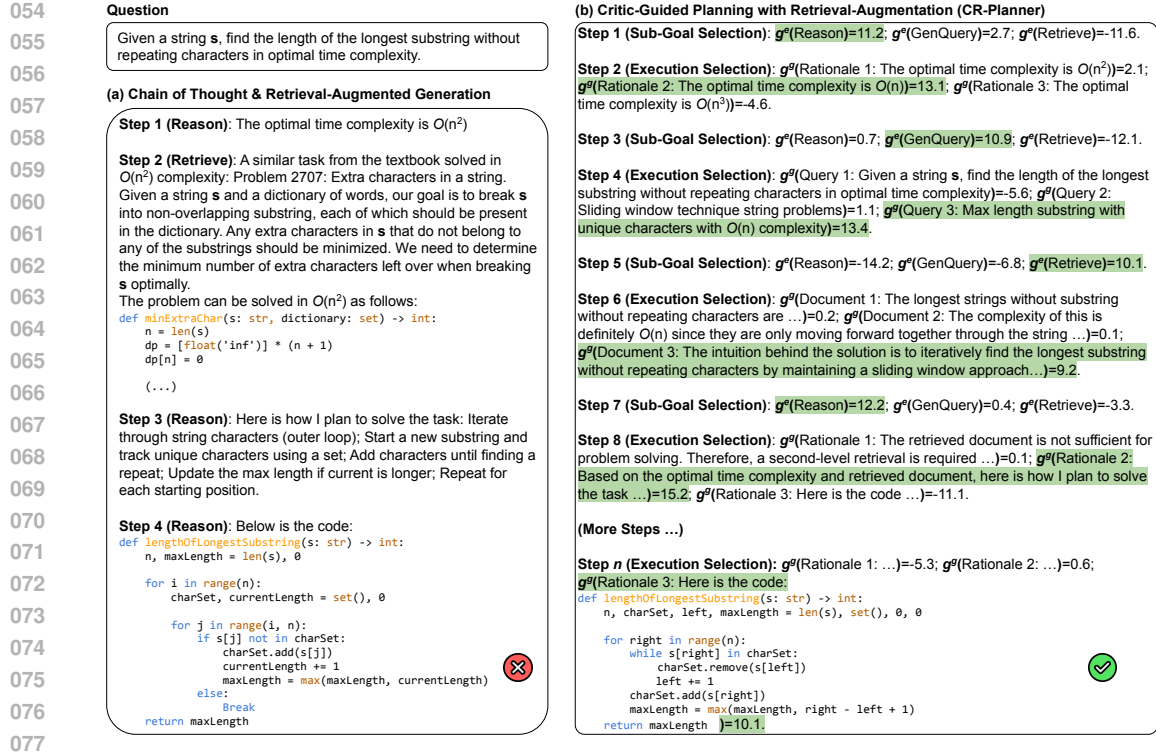 054
055
056
057
058
059
060
061
062
063
064
065
066
067
068
069
070
071
072
073
074
075
076
077
Question
Given a string s, find the length of the longest substring without
repeating characters in optimal time complexity.
(a) Chain of Thought & Retrieval-Augmented Generation
Step 1 (Reason): The optimal time complexity is O(n²)
Step 2 (Retrieve): A similar task from the textbook solved in
O(n²) complexity: Problem 2707: Extra characters in a string.
Given a string s and a dictionary of words, our goal is to break s
into non-overlapping substring, each of which should be present
in the dictionary. Any extra characters in s that do not belong to
any of the substrings should be minimized. We need to determine
the minimum number of extra characters left over when breaking
s optimally.
The problem can be solved in O(n²) as follows:
def minExtraChar(s: str, dictionary: set) -> int:
    n = len(s)
    dp = [float('inf')] * (n + 1)
    dp[n] = 0
    (...)
Step 3 (Reason): Here is how I plan to solve the task: Iterate
through string characters (outer loop); Start a new substring and
track unique characters using a set; Add characters until finding a
repeat; Update the max length if current is longer; Repeat for
each starting position.
Step 4 (Reason): Below is the code:
def lengthOfLongestSubstring(s: str) -> int:
    n, maxLength = len(s), 0
    for i in range(n):
        charSet, currentLength = set(), 0
        for j in range(i, n):
            if s[j] not in charSet:
                charSet.add(s[j])
                currentLength += 1
                maxLength = max(maxLength, currentLength)
            else:
                Break
    return maxLength
(b) Critic-Guided Planning with Retrieval-Augmentation (CR-Planner)
Step 1 (Sub-Goal Selection): gᵉ(Reason)=11.2; gᵉ(GenQuery)=2.7; gᵉ(Retrieve)=-11.6.
Step 2 (Execution Selection): gᵍ(Rationale 1: The optimal time complexity is O(n²))=2.1;
gᵍ(Rationale 2: The optimal time complexity is O(n))=13.1; gᵍ(Rationale 3: The optimal
time complexity is O(n³))=-4.6.
Step 3 (Sub-Goal Selection): gᵉ(Reason)=0.7; gᵉ(GenQuery)=10.9; gᵉ(Retrieve)=-12.1.
Step 4 (Execution Selection): gᵍ(Query 1: Given a string s, find the length of the longest
substring without repeating characters in optimal time complexity)=-5.6; gᵍ(Query 2:
Sliding window technique string problems)=1.1; gᵍ(Query 3: Max length substring with
unique characters with O(n) complexity)=13.4.
Step 5 (Sub-Goal Selection): gᵉ(Reason)=-14.2; gᵉ(GenQuery)=-6.8; gᵉ(Retrieve)=10.1.
Step 6 (Execution Selection): gᵍ(Document 1: The longest strings without substring
without repeating characters are …)=0.2; gᵍ(Document 2: The complexity of this is
definitely O(n) since they are only moving forward together through the string …)=0.1;
gᵍ(Document 3: The intuition behind the solution is to iteratively find the longest substring
without repeating characters by maintaining a sliding window approach…)=9.2.
Step 7 (Sub-Goal Selection): gᵉ(Reason)=12.2; gᵉ(GenQuery)=0.4; gᵉ(Retrieve)=-3.3.
Step 8 (Execution Selection): gᵍ(Rationale 1: The retrieved document is not sufficient for
problem solving. Therefore, a second-level retrieval is required …)=0.1; gᵍ(Rationale 2:
Based on the optimal time complexity and retrieved document, here is how I plan to solve
the task …)=15.2; gᵍ(Rationale 3: Here is the code …)=-11.1.
(More Steps …)
Step n (Execution Selection): gᵍ(Rationale 1: …)=-5.3; gᵍ(Rationale 2: …)=0.6;
gᵍ(Rationale 3: Here is the code:
def lengthOfLongestSubstring(s: str) -> int:
    n, charSet, left, maxLength = len(s), set(), 0, 0
    for right in range(n):
        while s[right] in charSet:
            charSet.remove(s[left])
            left += 1
        charSet.add(s[right])
        maxLength = max(maxLength, right - left + 1)
    return maxLength )=10.1.